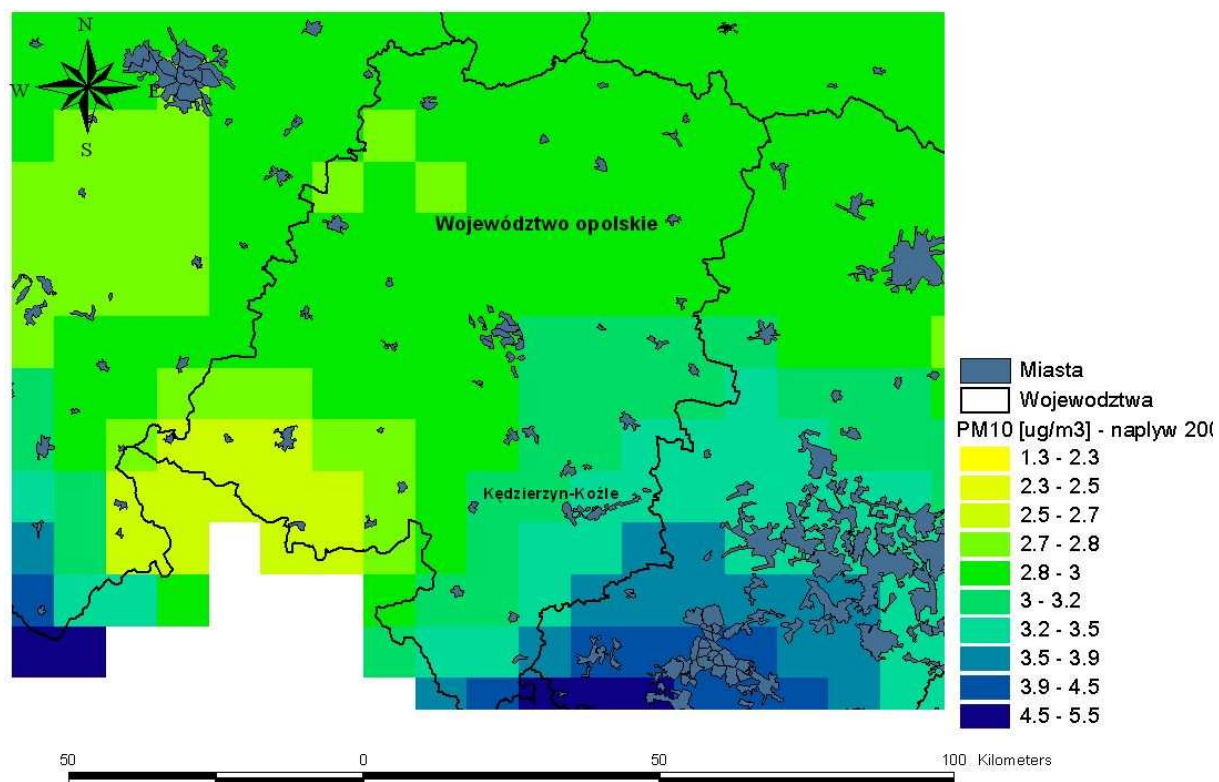 N
W E
S
Województwo opolskie
Kędzierzyn-Koźle
Miasta
Wojewodztwa
PM10 [ug/m3] - naplyw 200
1.3 - 2.3
2.3 - 2.5
2.5 - 2.7
2.7 - 2.8
2.8 - 3
3 - 3.2
3.2 - 3.5
3.5 - 3.9
3.9 - 4.5
4.5 - 5.5
50 0 50 100 Kilometers